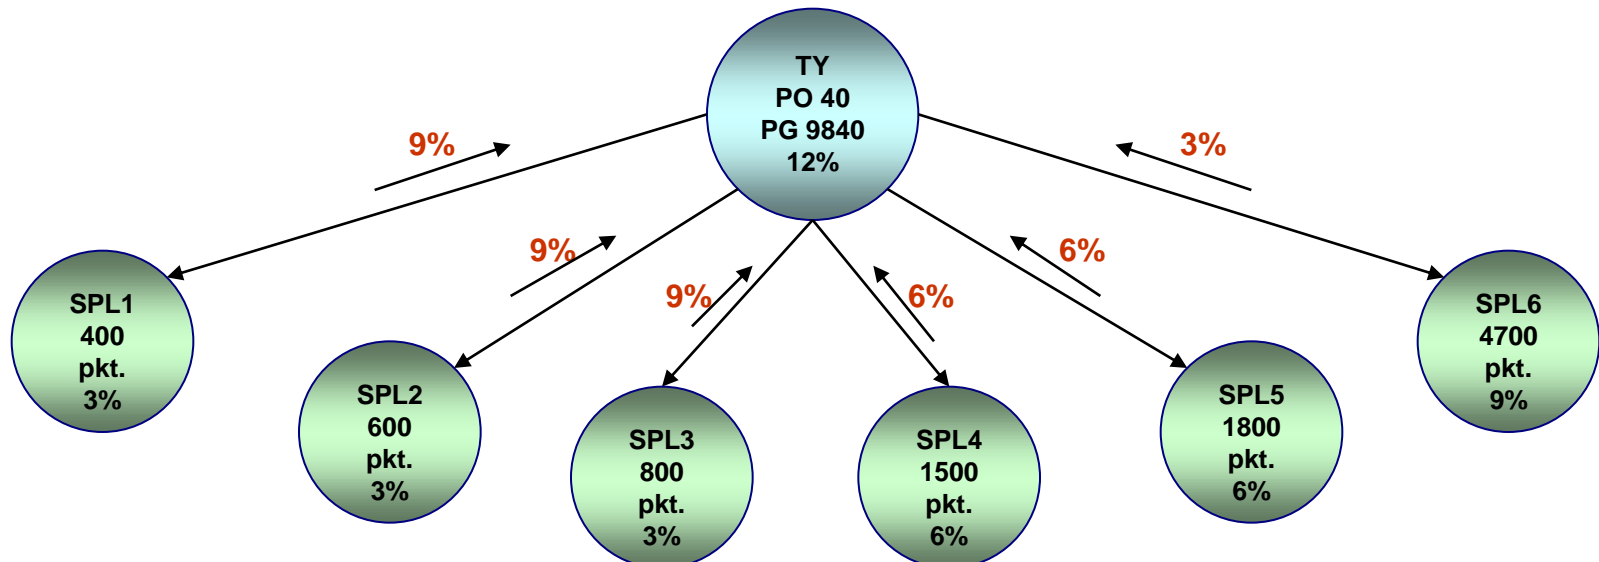 TY
PO 40
PG 9840
12%
9%
3%
9%
6%
9%
6%
SPL1
400
pkt.
3%
SPL2
600
pkt.
3%
SPL3
800
pkt.
3%
SPL4
1500
pkt.
6%
SPL5
1800
pkt.
6%
SPL6
4700
pkt.
9%